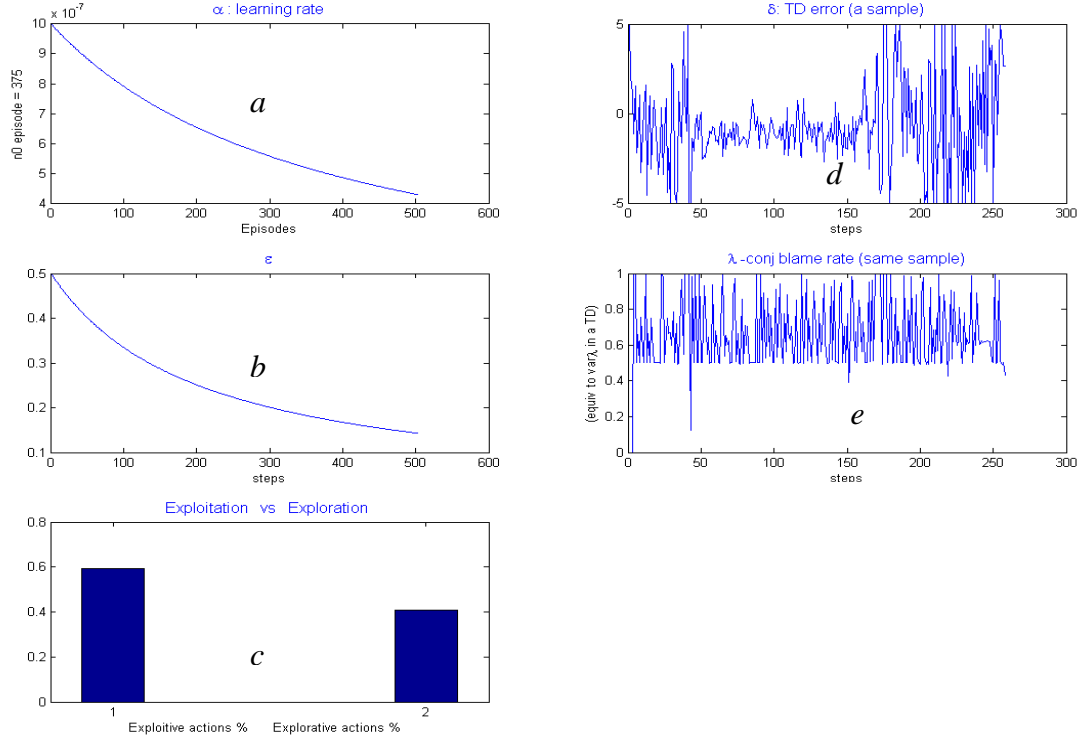 α : learning rate
x 10⁻⁷
10
9
8
7
6
5
4
n0 episode = 375
a
0 100 200 300 400 500 600
Episodes
δ: TD error (a sample)
5
0
-5
d
0 50 100 150 200 250 300
steps
ε
0.5
0.4
0.3
0.2
0.1
b
0 100 200 300 400 500 600
steps
λ -conj blame rate (same sample)
1
0.8
0.6
0.4
0.2
0
(equiv to varλ in a TD)
e
0 50 100 150 200 250 300
steps
Exploitation vs Exploration
0.8
0.6
0.4
0.2
0
c
1 2
Exploitive actions % Explorative actions %